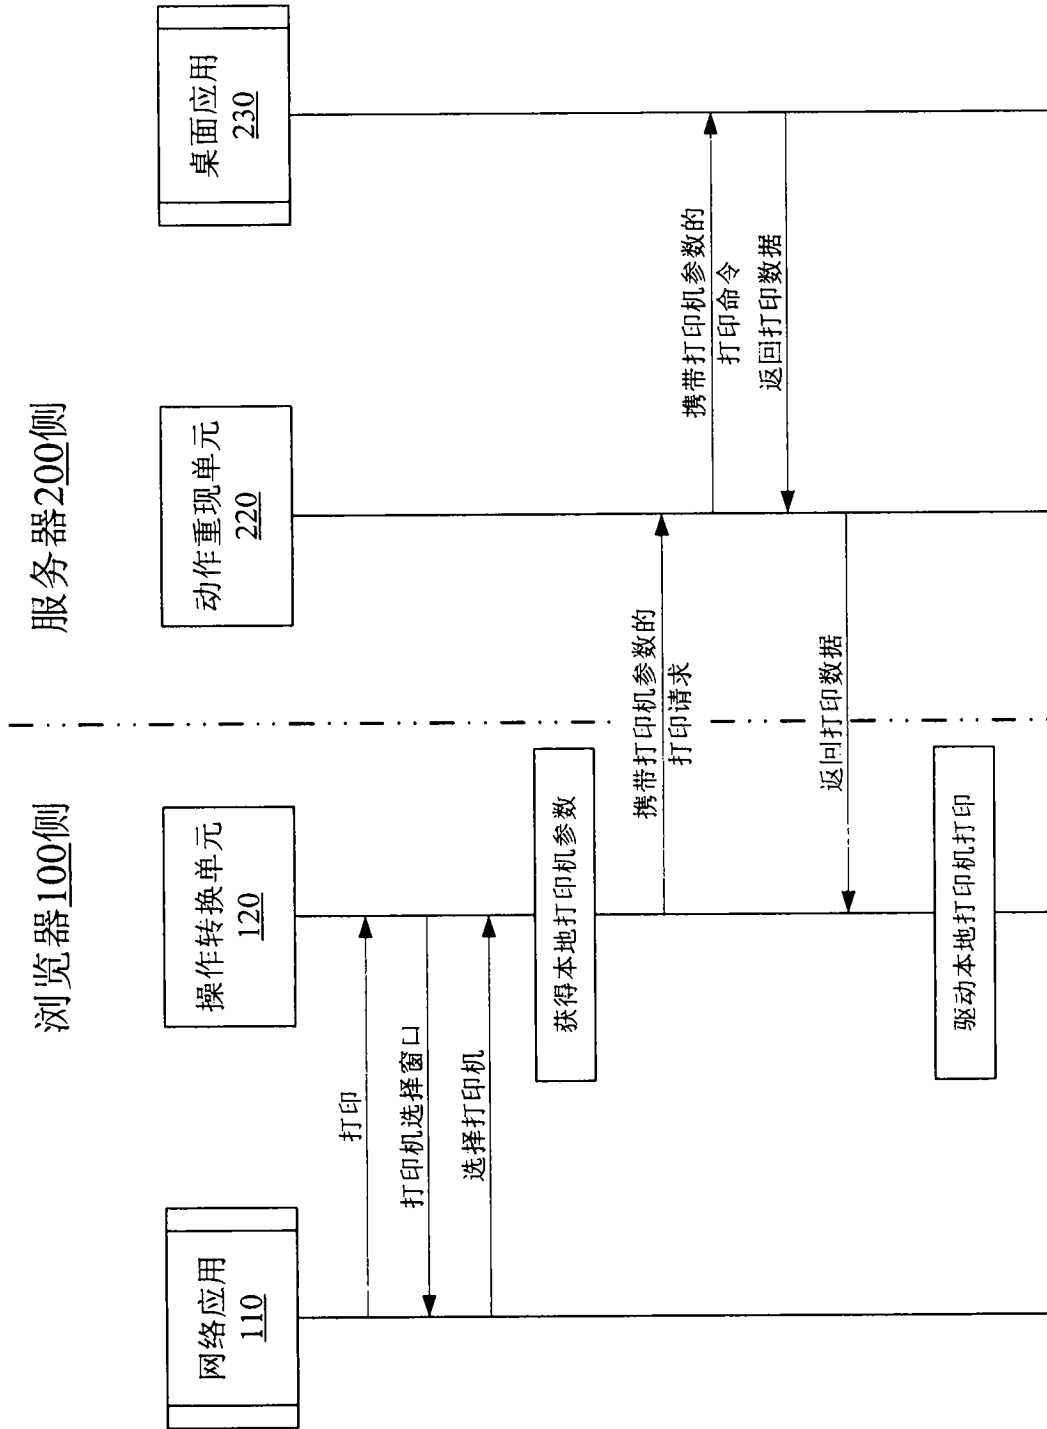 浏览器100侧
服务器200侧
网络应用
110
操作转换单元
120
动作重现单元
220
桌面应用
230
打印
打印机选择窗口
选择打印机
获得本地打印机参数
携带打印机参数的
打印请求
携带打印机参数的
打印命令
返回打印数据
返回打印数据
驱动本地打印机打印